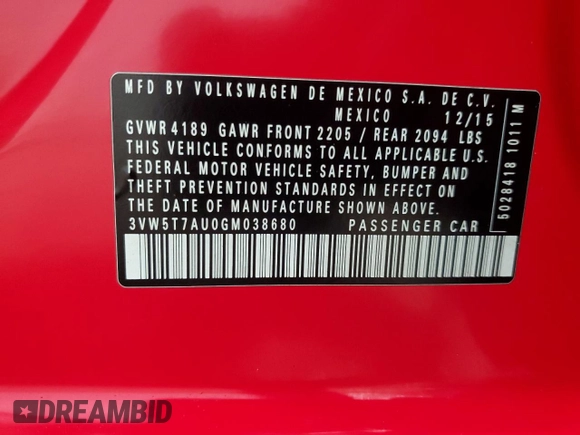 MFD BY VOLKSWAGEN DE MEXICO S.A. DE C.V.
MEXICO 12/15
GVWR 4189 GAWR FRONT 2205 / REAR 2094 LBS
THIS VEHICLE CONFORMS TO ALL APPLICABLE U.S.
FEDERAL MOTOR VEHICLE SAFETY, BUMPER AND
THEFT PREVENTION STANDARDS IN EFFECT ON
THE DATE OF MANUFACTURE SHOWN ABOVE.
3VW5T7AU0GM038680 PASSENGER CAR
5028418 1011 M
DREAMBID